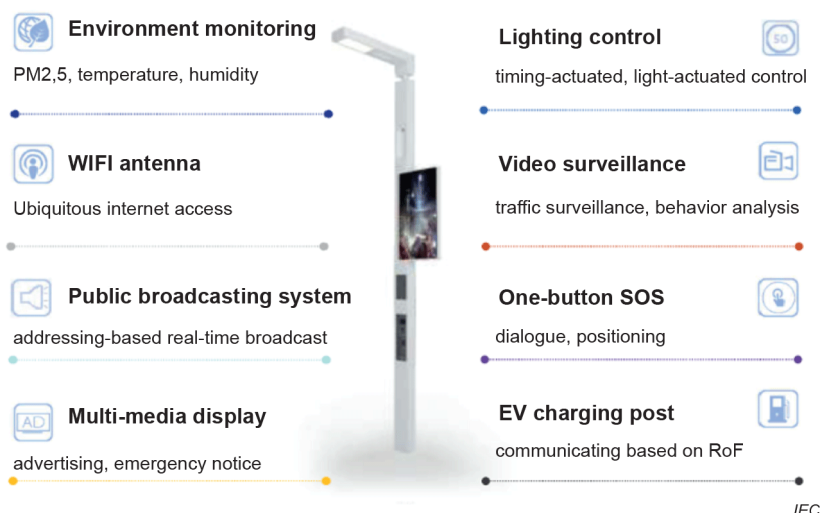 Environment monitoring
PM2,5, temperature, humidity
WIFI antenna
Ubiquitous internet access
Public broadcasting system
addressing-based real-time broadcast
AD
Multi-media display
advertising, emergency notice
Lighting control
50
timing-actuated, light-actuated control
Video surveillance
traffic surveillance, behavior analysis
One-button SOS
dialogue, positioning
EV charging post
communicating based on RoF
IEC